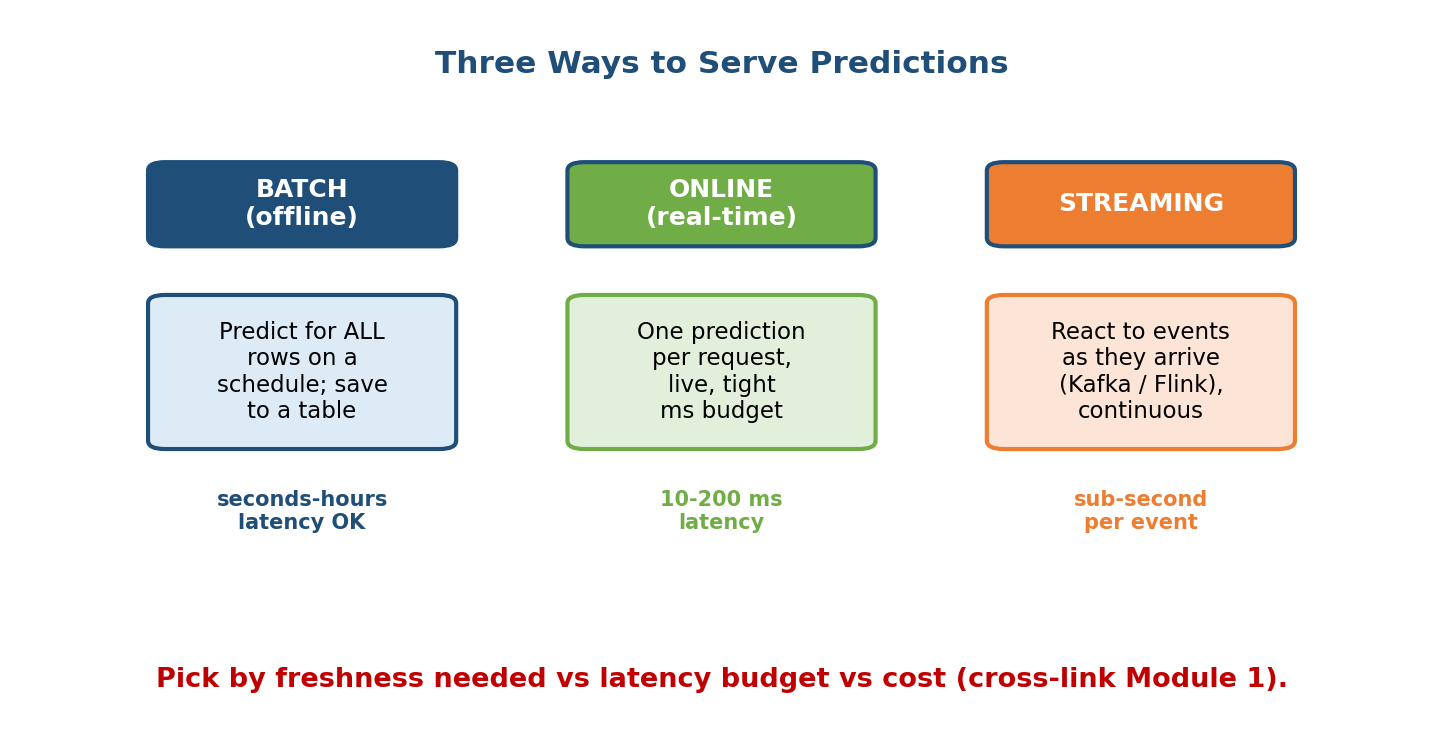 Three Ways to Serve Predictions
BATCH
(offline)
ONLINE
(real-time)
STREAMING
Predict for ALL
rows on a
schedule; save
to a table
One prediction
per request,
live, tight
ms budget
React to events
as they arrive
(Kafka / Flink),
continuous
seconds-hours
latency OK
10-200 ms
latency
sub-second
per event
Pick by freshness needed vs latency budget vs cost (cross-link Module 1).